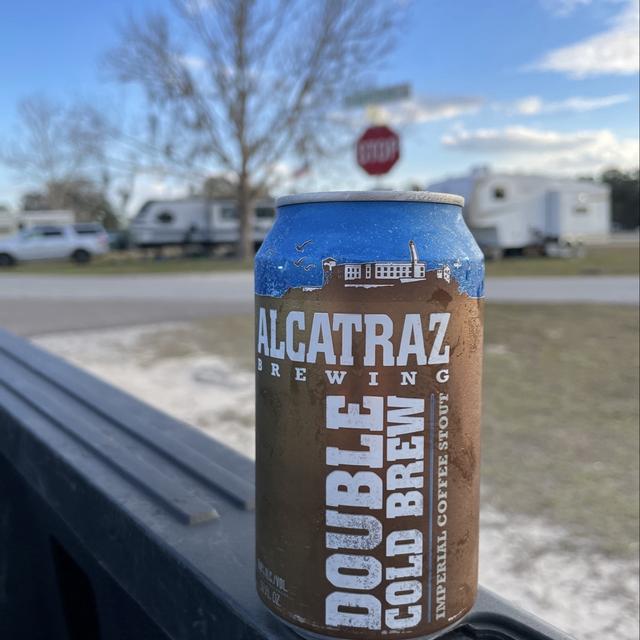 STOP
ALCATRAZ
BREWING
DOUBLE
COLD BREW
IMPERIAL COFFEE STOUT